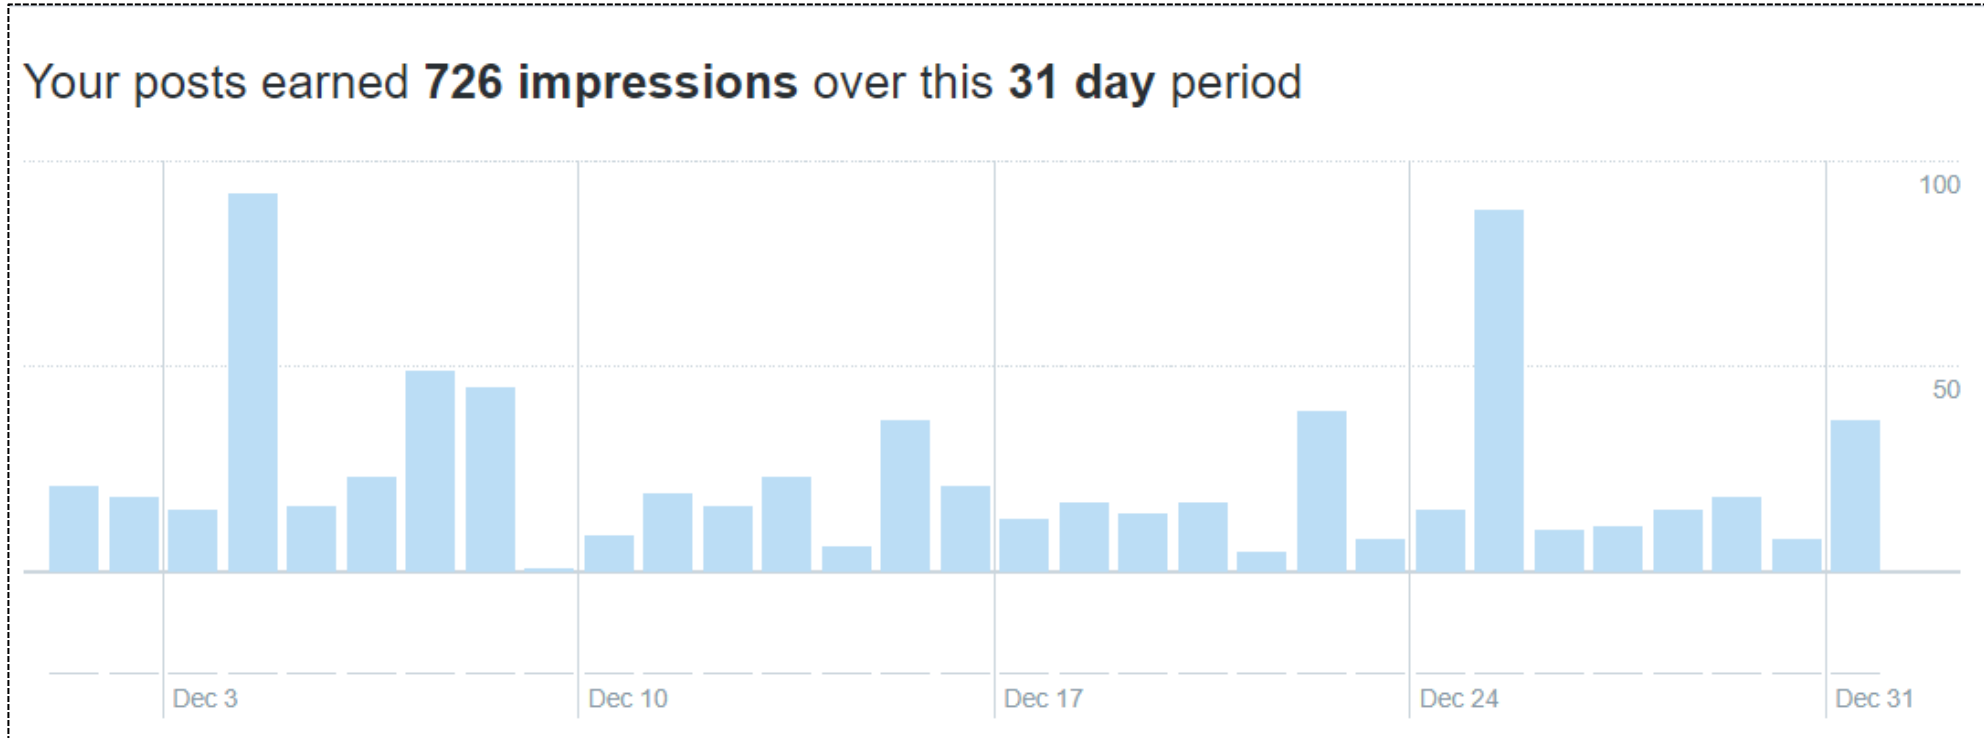 Your posts earned 726 impressions over this 31 day period
100
50
Dec 3
Dec 10
Dec 17
Dec 24
Dec 31